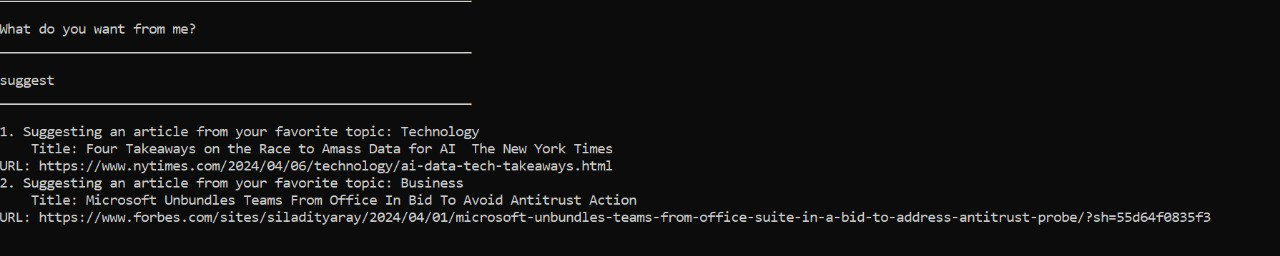 What do you want from me?
suggest
1. Suggesting an article from your favorite topic: Technology
Title: Four Takeaways on the Race to Amass Data for AI  The New York Times
URL: https://www.nytimes.com/2024/04/06/technology/ai-data-tech-takeaways.html
2. Suggesting an article from your favorite topic: Business
Title: Microsoft Unbundles Teams From Office In Bid To Avoid Antitrust Action
URL: https://www.forbes.com/sites/siladityaray/2024/04/01/microsoft-unbundles-teams-from-office-suite-in-a-bid-to-address-antitrust-probe/?sh=55d64f0835f3